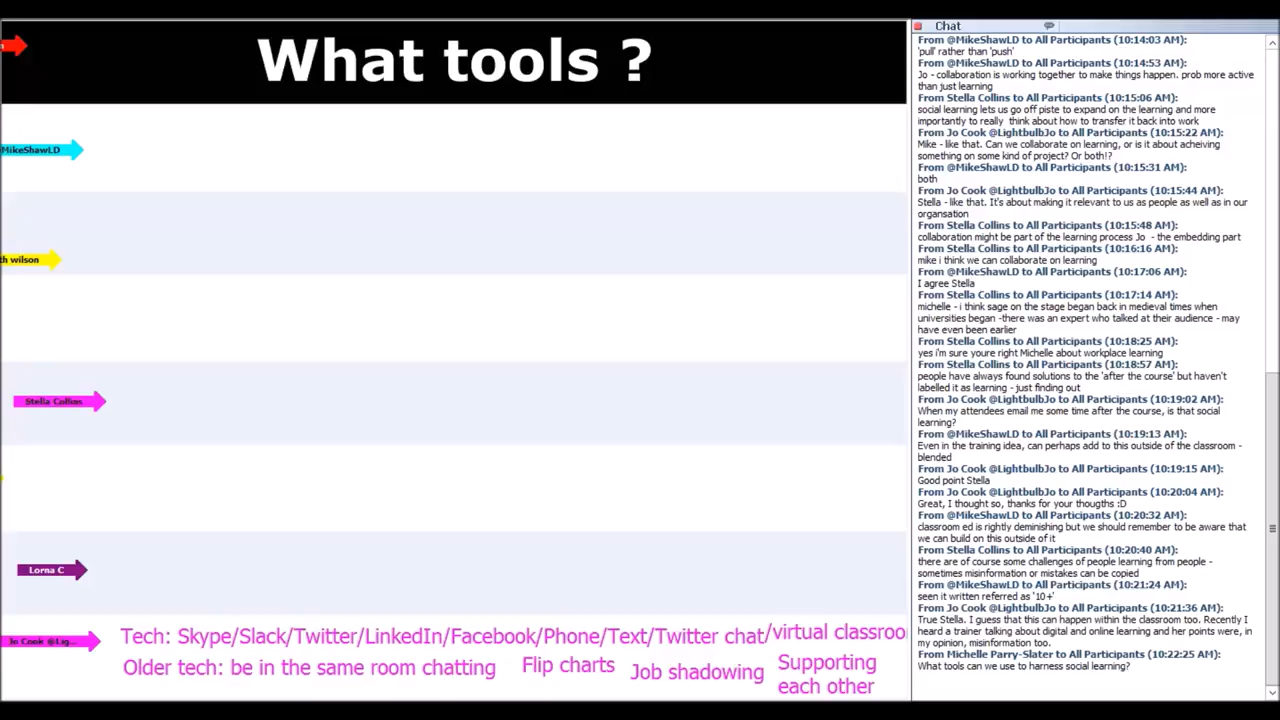 What tools ?
MikeShawLD
th wilson
Stella Collins
Lorna C
Jo Cook @Lig...
Tech: Skype/Slack/Twitter/LinkedIn/Facebook/Phone/Text/Twitter chat/virtual classroo
Older tech: be in the same room chatting
Flip charts
Job shadowing
Supporting
each other
Chat
From @MikeShawLD to All Participants (10:14:03 AM):
'pull' rather than 'push'
From @MikeShawLD to All Participants (10:14:53 AM):
Jo - collaboration is working together to make things happen. prob more active
than just learning
From Stella Collins to All Participants (10:15:06 AM):
social learning lets us go off piste to expand on the learning and more
importantly to really  think about how to transfer it back into work
From Jo Cook @LightbulbJo to All Participants (10:15:22 AM):
Mike - like that. Can we collaborate on learning, or is it about acheiving
something on some kind of project? Or both!?
From @MikeShawLD to All Participants (10:15:31 AM):
both
From Jo Cook @LightbulbJo to All Participants (10:15:44 AM):
Stella - like that. It's about making it relevant to us as people as well as in our
organsation
From Stella Collins to All Participants (10:15:48 AM):
collaboration might be part of the learning process Jo  - the embedding part
From Stella Collins to All Participants (10:16:16 AM):
mike i think we can collaborate on learning
From @MikeShawLD to All Participants (10:17:06 AM):
I agree Stella
From Stella Collins to All Participants (10:17:14 AM):
michelle - i think sage on the stage began back in medieval times when
universities began -there was an expert who talked at their audience - may
have even been earlier
From Stella Collins to All Participants (10:18:25 AM):
yes i'm sure youre right Michelle about workplace learning
From Stella Collins to All Participants (10:18:57 AM):
people have always found solutions to the 'after the course' but haven't
labelled it as learning - just finding out
From Jo Cook @LightbulbJo to All Participants (10:19:02 AM):
When my attendees email me some time after the course, is that social
learning?
From @MikeShawLD to All Participants (10:19:13 AM):
Even in the training idea, can perhaps add to this outside of the classroom -
blended
From Jo Cook @LightbulbJo to All Participants (10:19:15 AM):
Good point Stella
From Jo Cook @LightbulbJo to All Participants (10:20:04 AM):
Great, I thought so, thanks for your thougths :D
From @MikeShawLD to All Participants (10:20:32 AM):
classroom ed is rightly deminishing but we should remember to be aware that
we can build on this outside of it
From Stella Collins to All Participants (10:20:40 AM):
there are of course some challenges of people learning from people -
sometimes misinformation or mistakes can be copied
From @MikeShawLD to All Participants (10:21:24 AM):
seen it written referred as '10+'
From Jo Cook @LightbulbJo to All Participants (10:21:36 AM):
True Stella. I guess that this can happen within the classroom too. Recently I
heard a trainer talking about digital and online learning and her points were, in
my opinion, misinformation too.
From Michelle Parry-Slater to All Participants (10:22:25 AM):
What tools can we use to harness social learning?